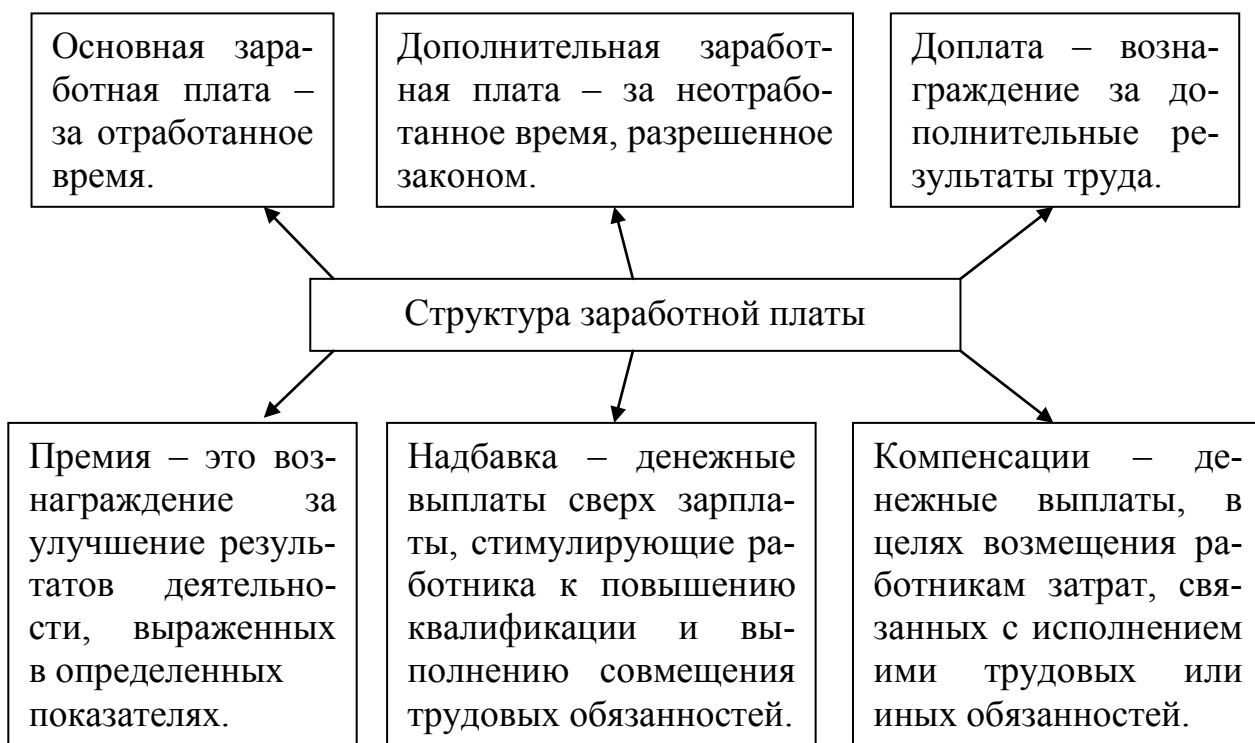 Основная зара-
ботная плата –
за отработанное
время.
Дополнительная заработ-
ная плата – за неотрабо-
танное время, разрешенное
законом.
Доплата – возна-
граждение за до-
полнительные ре-
зультаты труда.
Структура заработной платы
Премия – это воз-
награждение за
улучшение резуль-
татов деятельно-
сти, выраженных
в определенных
показателях.
Надбавка – денежные
выплаты сверх зарпла-
ты, стимулирующие ра-
ботника к повышению
квалификации и вы-
полнению совмещения
трудовых обязанностей.
Компенсации – де-
нежные выплаты, в
целях возмещения ра-
ботникам затрат, свя-
занных с исполнением
ими трудовых или
иных обязанностей.